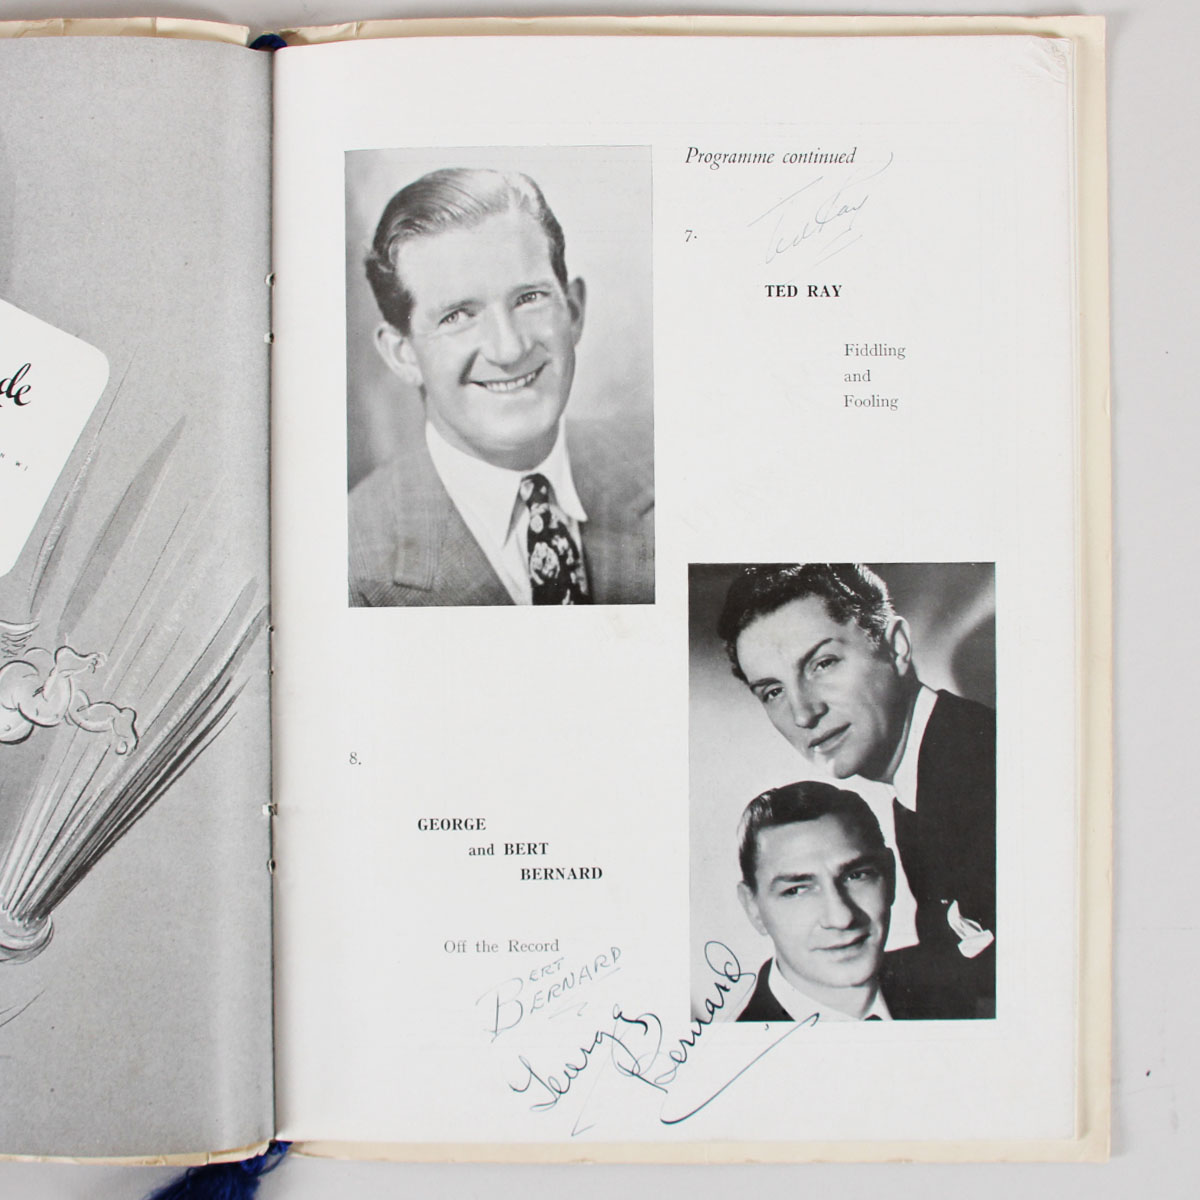 de
N W I
Programme continued
Ted Ray
7.
TED RAY
Fiddling
and
Fooling
8.
GEORGE
and BERT
BERNARD
Off the Record
BERT
BERNARD
George Bernard